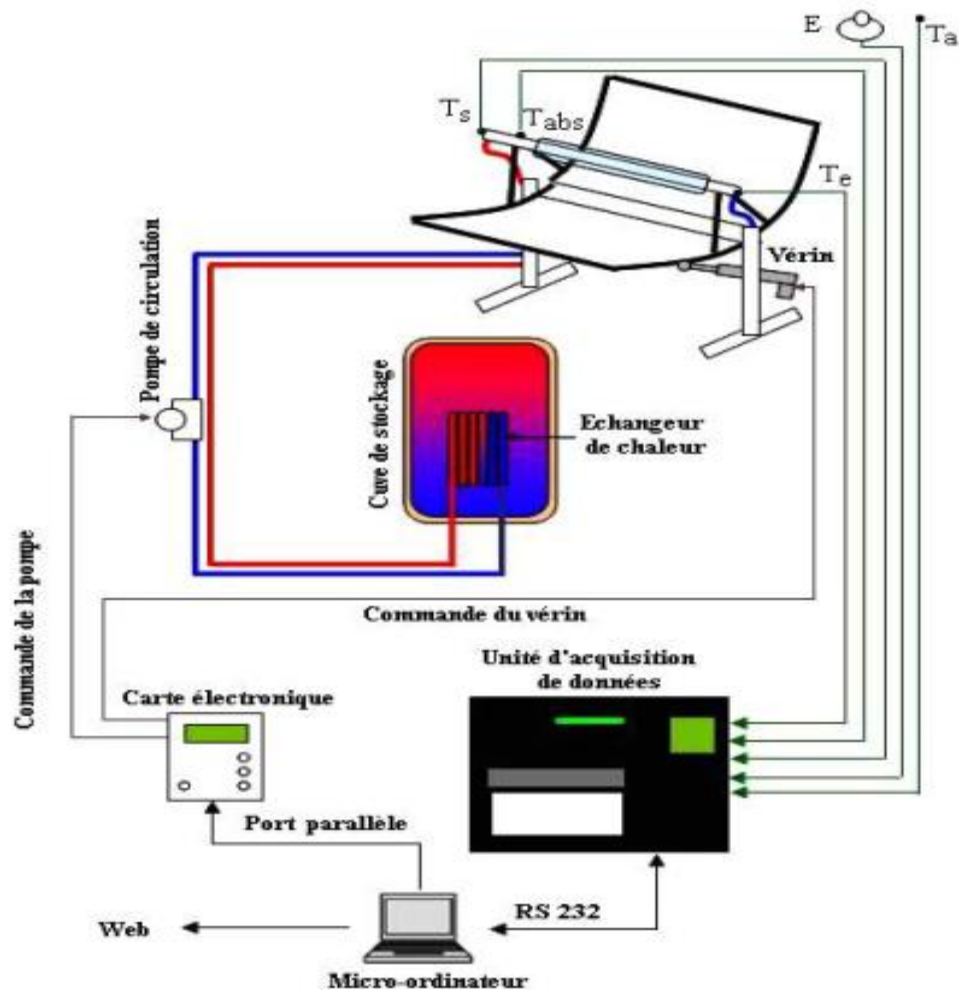 E
Ta
Ts
Tabs
Te
Vérin
Pompe de circulation
Cuve de stockage
Echangeur
de chaleur
Commande de la pompe
Commande du vérin
Unité d'acquisition
de données
Carte électronique
Port parallèle
RS 232
Web
Micro-ordinateur